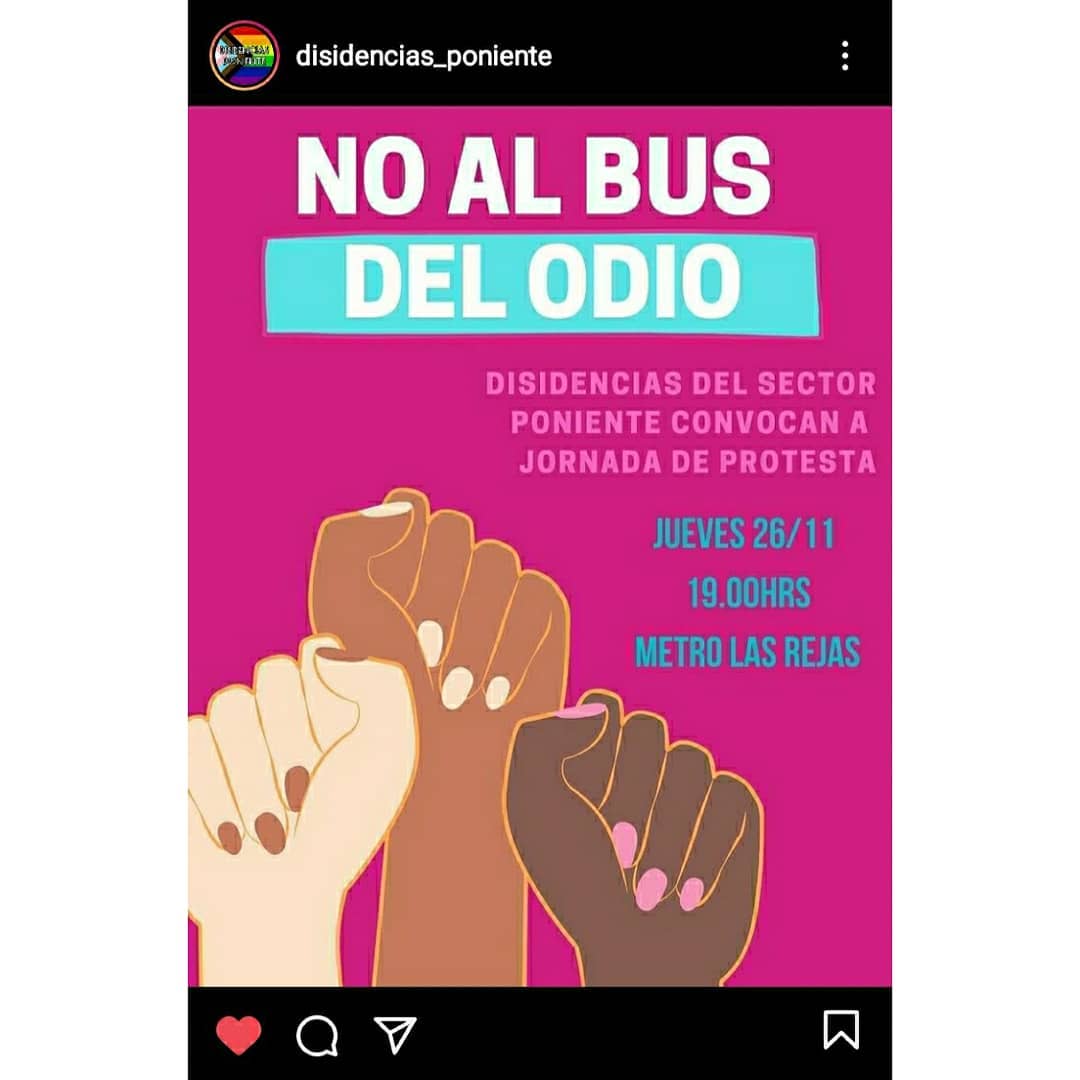 disidencias_poniente
NO AL BUS
DEL ODIO
DISIDENCIAS DEL SECTOR
PONIENTE CONVOCAN A
JORNADA DE PROTESTA
JUEVES 26/11
19.00HRS
METRO LAS REJAS